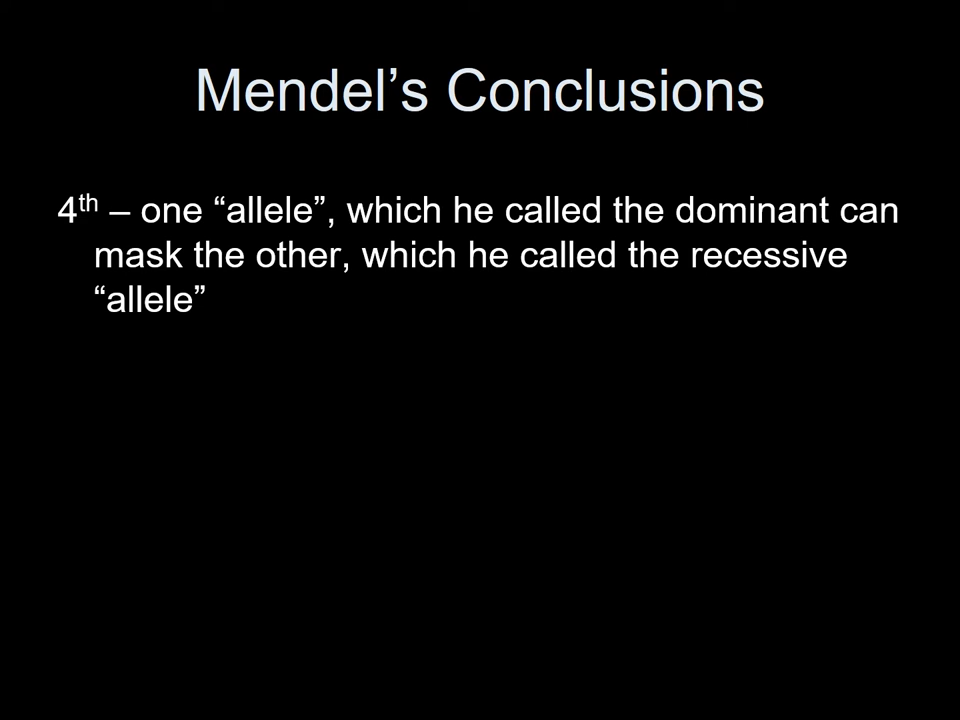 Mendel’s Conclusions
4th – one “allele”, which he called the dominant can
mask the other, which he called the recessive
“allele”